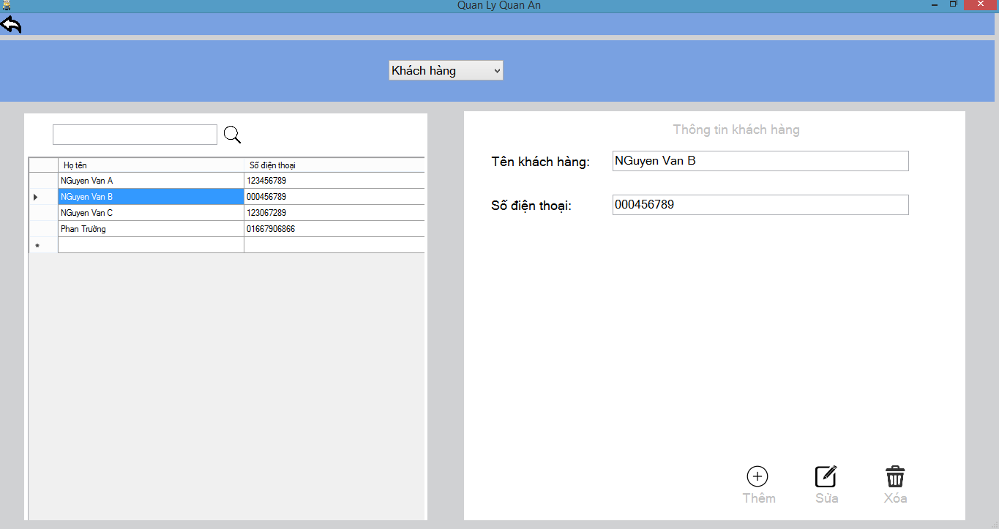 Quan Ly Quan An
Khách hàng
Họ tên Số điện thoại
NGuyen Van A 123456789
NGuyen Van B 000456789
NGuyen Van C 123067289
Phan Trường 01667906866
*
Thông tin khách hàng
Tên khách hàng: NGuyen Van B
Số điện thoại: 000456789
Thêm Sửa Xóa